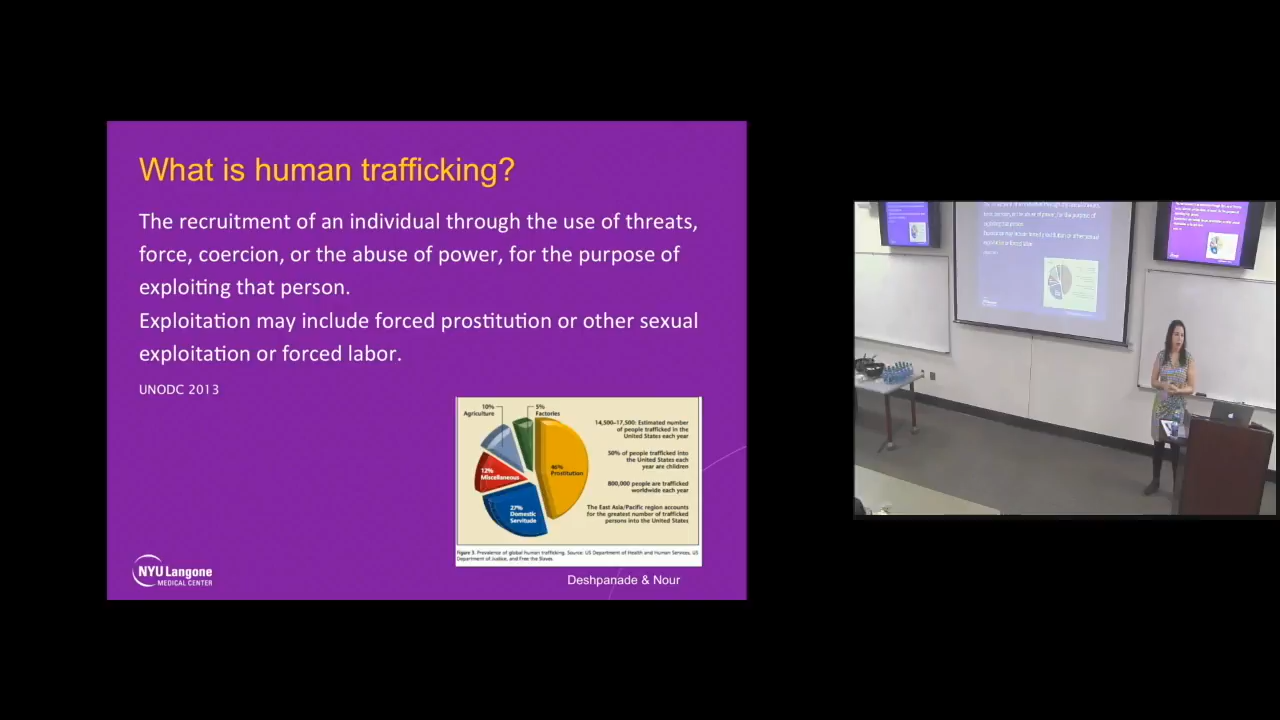 What is human trafficking?
The recruitment of an individual through the use of threats,
force, coercion, or the abuse of power, for the purpose of
exploiting that person.
Exploitation may include forced prostitution or other sexual
exploitation or forced labor.
UNODC 2013
10%
Agriculture
5%
Factories
46%
Prostitution
12%
Miscellaneous
27%
Domestic
Servitude
14,500–17,500: Estimated number
of people trafficked in the
United States each year
50% of people trafficked into
the United States each
year are children
800,000 people are trafficked
worldwide each year
The East Asia/Pacific region accounts
for the greatest number of trafficked
persons into the United States
Figure 3. Prevalence of global human trafficking. Source: US Department of Health and Human Services, US
Department of Justice, and Free the Slaves.
Deshpanade & Nour
NYU Langone
MEDICAL CENTER